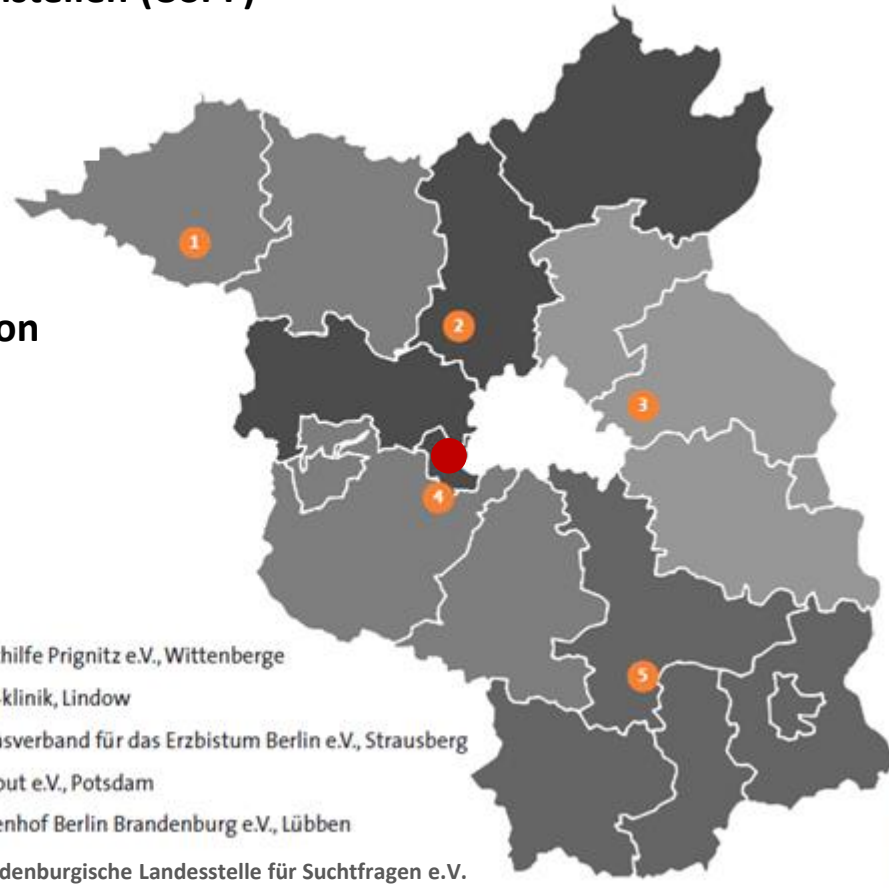 stellen
on
1
2
3
4
5
hilfe Prignitz e.V., Wittenberge
klinik, Lindow
sverband für das Erzbistum Berlin e.V., Strausberg
out e.V., Potsdam
enhof Berlin Brandenburg e.V., Lübben
denburgische Landesstelle für Suchtfragen e.V.